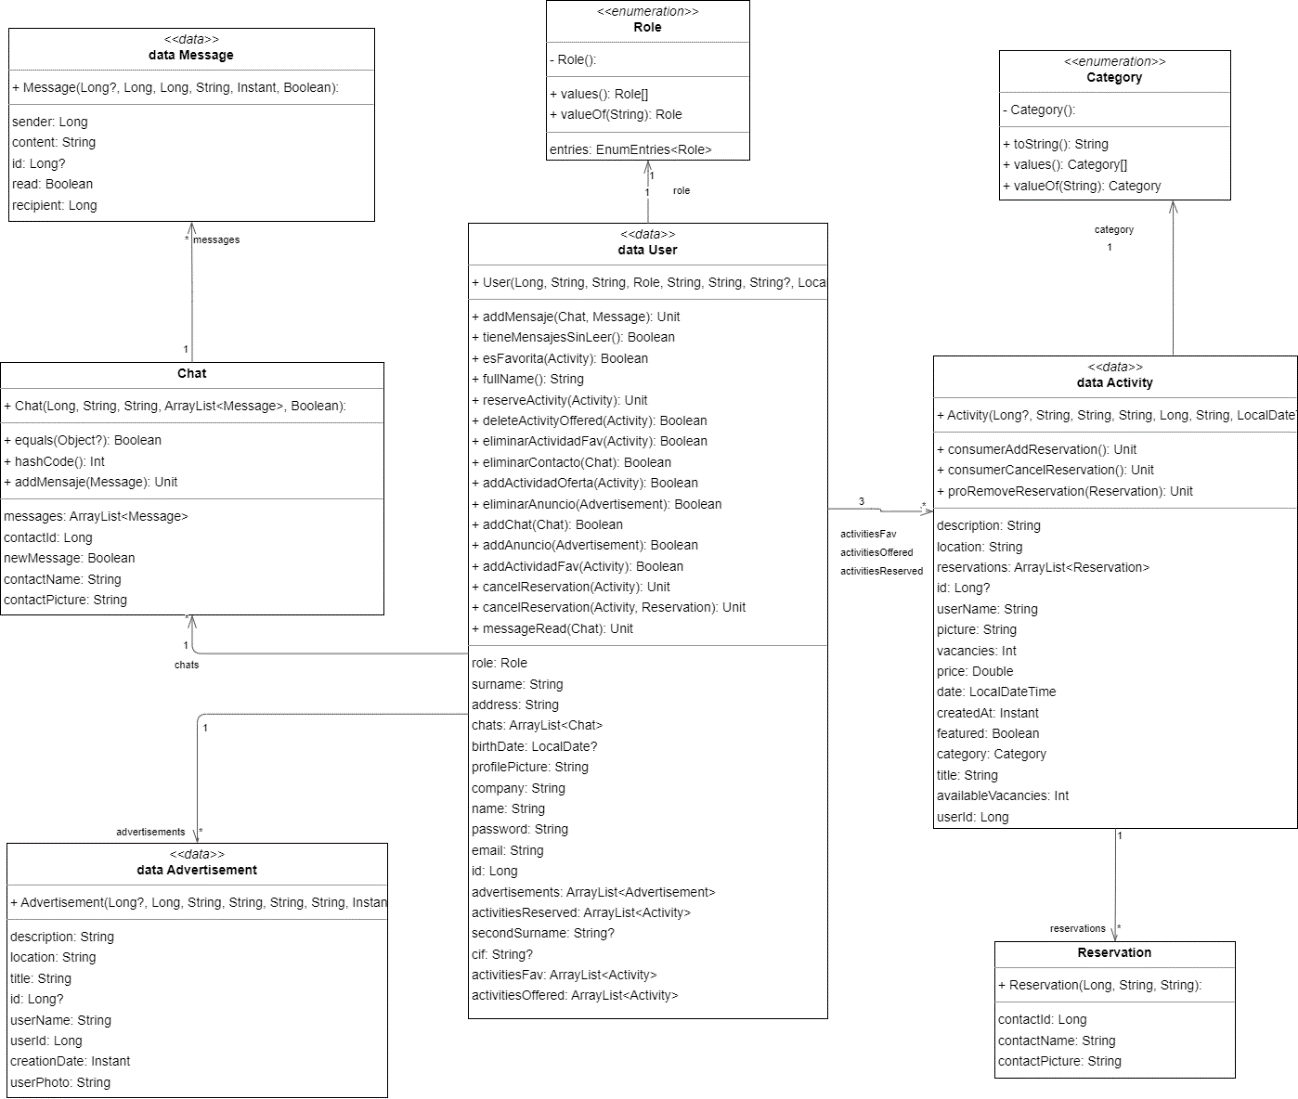 <<data>>
data Message
+ Message(Long?, Long, Long, String, Instant, Boolean):
sender: Long
content: String
id: Long?
read: Boolean
recipient: Long
* messages
1
Chat
+ Chat(Long, String, String, ArrayList<Message>, Boolean):
+ equals(Object?): Boolean
+ hashCode(): Int
+ addMensaje(Message): Unit
messages: ArrayList<Message>
contactId: Long
newMessage: Boolean
contactName: String
contactPicture: String
*
1
chats
1
advertisements *
<<data>>
data Advertisement
+ Advertisement(Long?, Long, String, String, String, String, Instan
description: String
location: String
title: String
id: Long?
userName: String
userId: Long
creationDate: Instant
userPhoto: String
<<enumeration>>
Role
- Role():
+ values(): Role[]
+ valueOf(String): Role
entries: EnumEntries<Role>
1
1
role
<<data>>
data User
+ User(Long, String, String, Role, String, String, String?, Loca
+ addMensaje(Chat, Message): Unit
+ tieneMensajesSinLeer(): Boolean
+ esFavorita(Activity): Boolean
+ fullName(): String
+ reserveActivity(Activity): Unit
+ deleteActivityOffered(Activity): Boolean
+ eliminarActividadFav(Activity): Boolean
+ eliminarContacto(Chat): Boolean
+ addActividadOferta(Activity): Boolean
+ eliminarAnuncio(Advertisement): Boolean
+ addChat(Chat): Boolean
+ addAnuncio(Advertisement): Boolean
+ addActividadFav(Activity): Boolean
+ cancelReservation(Activity): Unit
+ cancelReservation(Activity, Reservation): Unit
+ messageRead(Chat): Unit
role: Role
surname: String
address: String
chats: ArrayList<Chat>
birthDate: LocalDate?
profilePicture: String
company: String
name: String
password: String
email: String
id: Long
advertisements: ArrayList<Advertisement>
activitiesReserved: ArrayList<Activity>
secondSurname: String?
cif: String?
activitiesFav: ArrayList<Activity>
activitiesOffered: ArrayList<Activity>
3
*
activitiesFav
activitiesOffered
activitiesReserved
<<enumeration>>
Category
- Category():
+ toString(): String
+ values(): Category[]
+ valueOf(String): Category
category
1
<<data>>
data Activity
+ Activity(Long?, String, String, String, Long, String, LocalDate
+ consumerAddReservation(): Unit
+ consumerCancelReservation(): Unit
+ proRemoveReservation(Reservation): Unit
description: String
location: String
reservations: ArrayList<Reservation>
id: Long?
userName: String
picture: String
vacancies: Int
price: Double
date: LocalDateTime
createdAt: Instant
featured: Boolean
category: Category
title: String
availableVacancies: Int
userId: Long
1
reservations *
Reservation
+ Reservation(Long, String, String):
contactId: Long
contactName: String
contactPicture: String